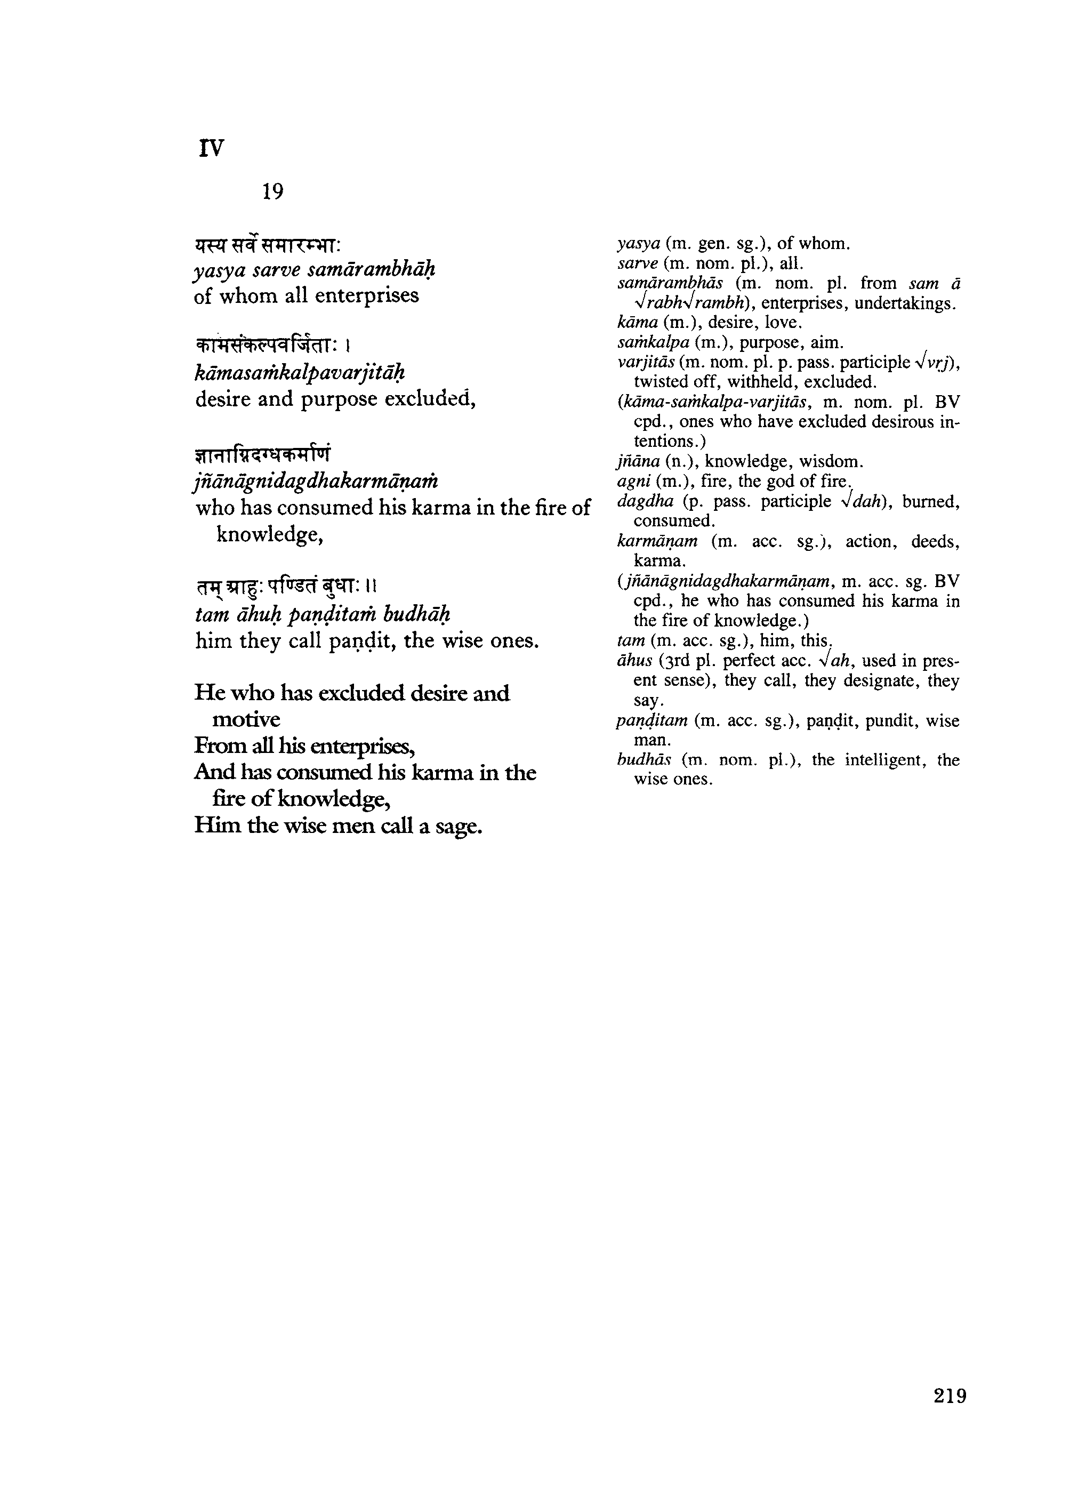 IV
19
यस्य सर्वे समारम्भाः
yasya sarve samārambhāḥ
of whom all enterprises
कामसंकल्पवर्जिताः ।
kāmasaṁkalpavarjitāḥ
desire and purpose excluded,
ज्ञानाग्निदग्धकर्माणं
jñānāgnidagdhakarmāṇaṁ
who has consumed his karma in the fire of
knowledge,
तम् आहुः पण्डितं बुधाः ॥
tam āhuḥ paṇḍitaṁ budhāḥ
him they call paṇḍit, the wise ones.
He who has excluded desire and
motive
From all his enterprises,
And has consumed his karma in the
fire of knowledge,
Him the wise men call a sage.
yasya (m. gen. sg.), of whom.
sarve (m. nom. pl.), all.
samārambhās (m. nom. pl. from sam ā
√rabh√rambh), enterprises, undertakings.
kāma (m.), desire, love.
saṁkalpa (m.), purpose, aim.
varjitās (m. nom. pl. p. pass. participle √vṛj),
twisted off, withheld, excluded.
(kāma-saṁkalpa-varjitās, m. nom. pl. BV
cpd., ones who have excluded desirous in-
tentions.)
jñāna (n.), knowledge, wisdom.
agni (m.), fire, the god of fire.
dagdha (p. pass. participle √dah), burned,
consumed.
karmāṇam (m. acc. sg.), action, deeds,
karma.
(jñānāgnidagdhakarmāṇam, m. acc. sg. BV
cpd., he who has consumed his karma in
the fire of knowledge.)
tam (m. acc. sg.), him, this.
āhus (3rd pl. perfect acc. √ah, used in pres-
ent sense), they call, they designate, they
say.
paṇḍitam (m. acc. sg.), paṇḍit, pundit, wise
man.
budhās (m. nom. pl.), the intelligent, the
wise ones.
219